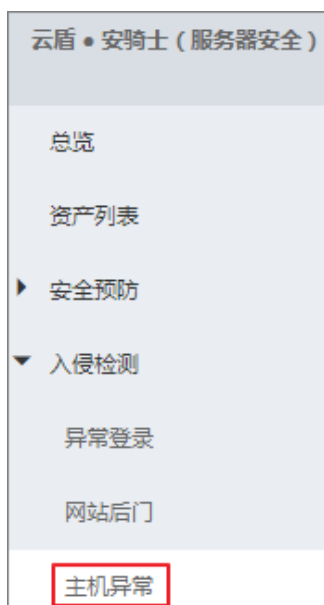 云盾 • 安骑士（服务器安全）
总览
资产列表
安全预防
入侵检测
异常登录
网站后门
主机异常